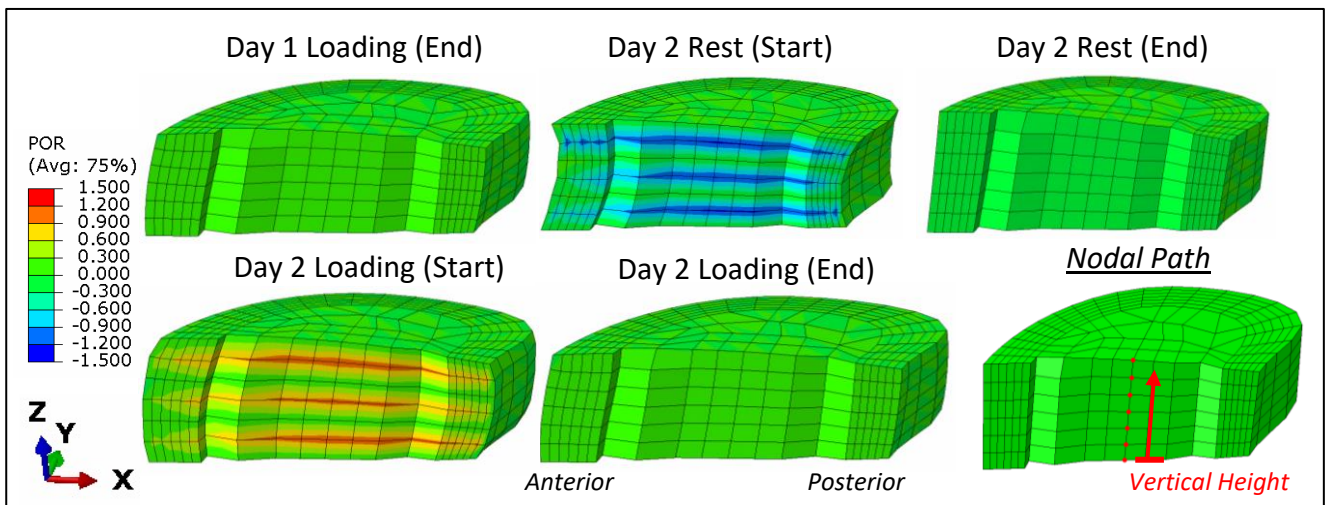 Day 1 Loading (End)
Day 2 Rest (Start)
Day 2 Rest (End)
POR
(Avg: 75%)
1.500
1.200
0.900
0.600
0.300
0.000
-0.300
-0.600
-0.900
-1.200
-1.500
Day 2 Loading (Start)
Day 2 Loading (End)
Nodal Path
Z
Y
X
Anterior
Posterior
Vertical Height